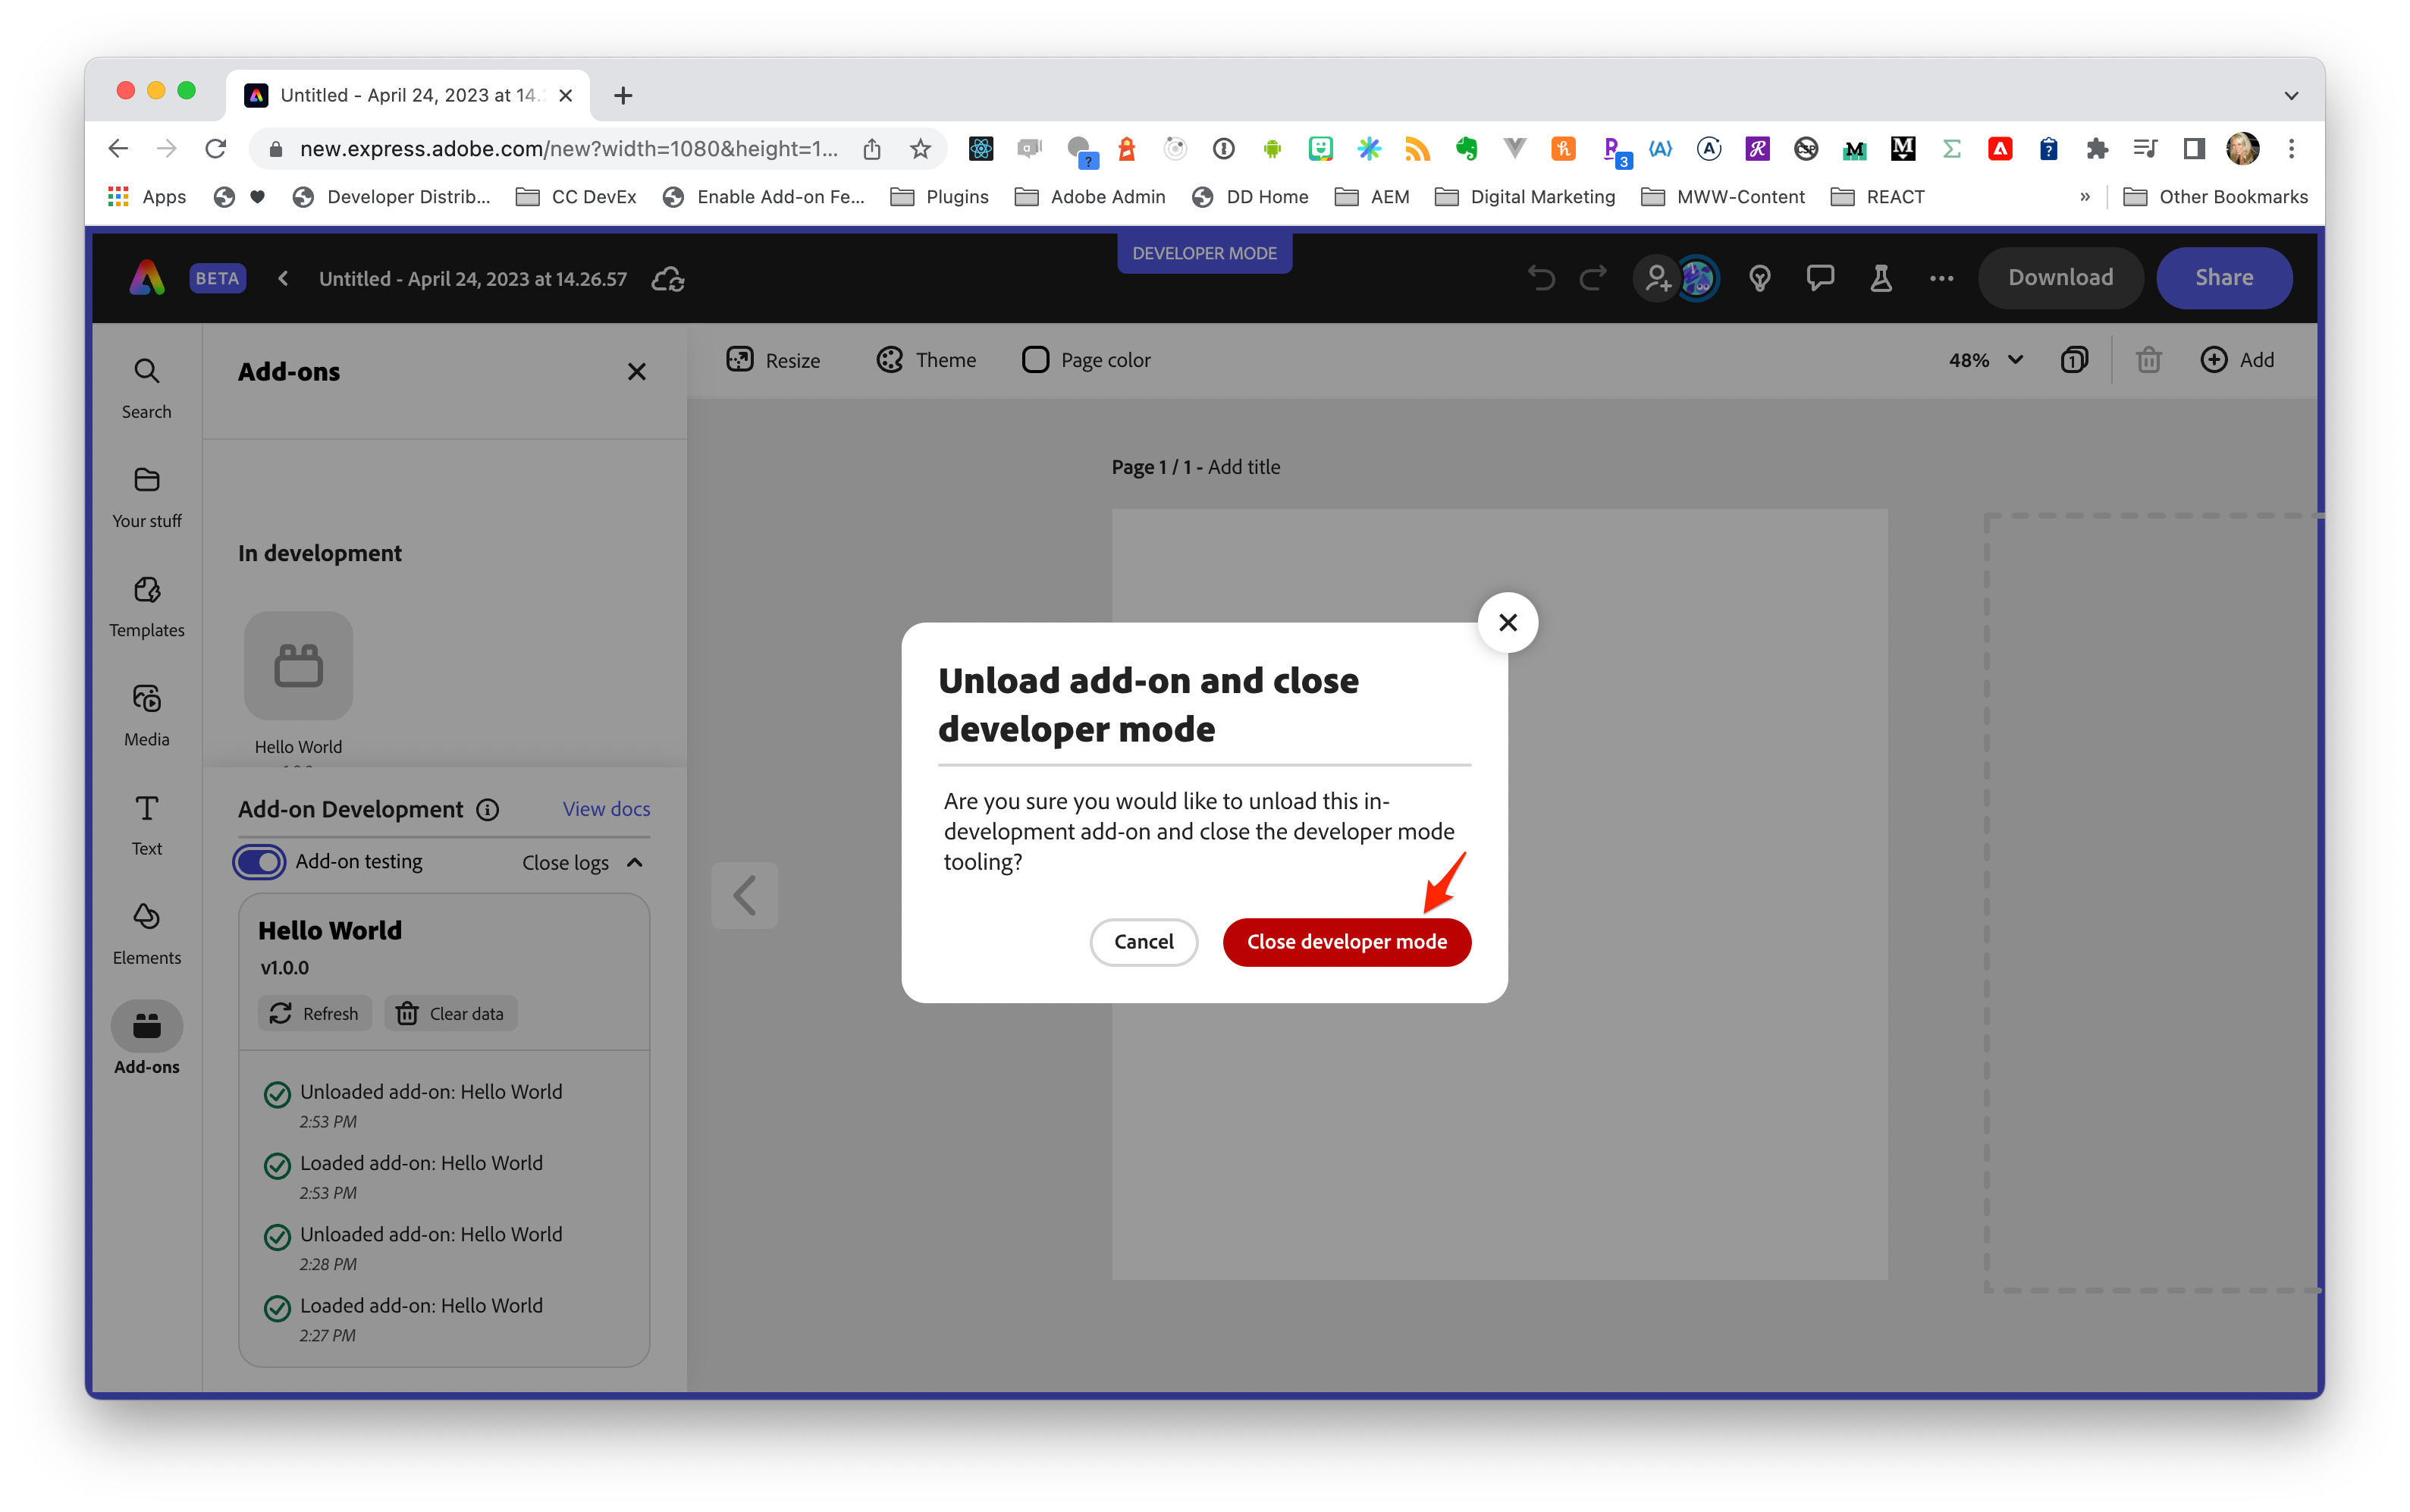 Untitled - April 24, 2023 at 14.
new.express.adobe.com/new?width=1080&height=1...
Apps
Developer Distrib...
CC DevEx
Enable Add-on Fe...
Plugins
Adobe Admin
DD Home
AEM
Digital Marketing
MWW-Content
REACT
»
Other Bookmarks
DEVELOPER MODE
BETA
Untitled - April 24, 2023 at 14.26.57
Download
Share
Search
Your stuff
Templates
Media
Text
Elements
Add-ons
Add-ons
In development
Hello World
Add-on Development
View docs
Add-on testing
Close logs
Hello World
v1.0.0
Refresh
Clear data
Unloaded add-on: Hello World
2:53 PM
Loaded add-on: Hello World
2:53 PM
Unloaded add-on: Hello World
2:28 PM
Loaded add-on: Hello World
2:27 PM
Resize
Theme
Page color
48%
1
Add
Page 1 / 1 - Add title
Unload add-on and close
developer mode
Are you sure you would like to unload this in-
development add-on and close the developer mode
tooling?
Cancel
Close developer mode